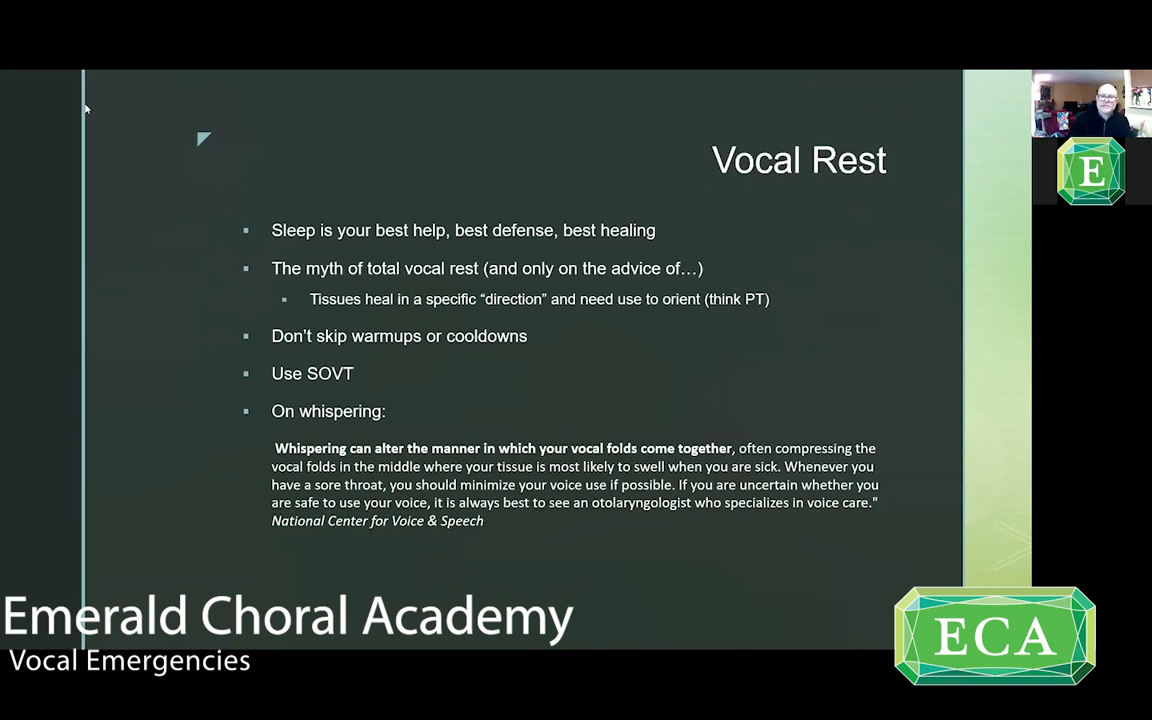 Vocal Rest
Sleep is your best help, best defense, best healing
The myth of total vocal rest (and only on the advice of…)
Tissues heal in a specific “direction” and need use to orient (think PT)
Don’t skip warmups or cooldowns
Use SOVT
On whispering:
Whispering can alter the manner in which your vocal folds come together, often compressing the
vocal folds in the middle where your tissue is most likely to swell when you are sick. Whenever you
have a sore throat, you should minimize your voice use if possible. If you are uncertain whether you
are safe to use your voice, it is always best to see an otolaryngologist who specializes in voice care."
National Center for Voice & Speech
E
Emerald Choral Academy
Vocal Emergencies
ECA